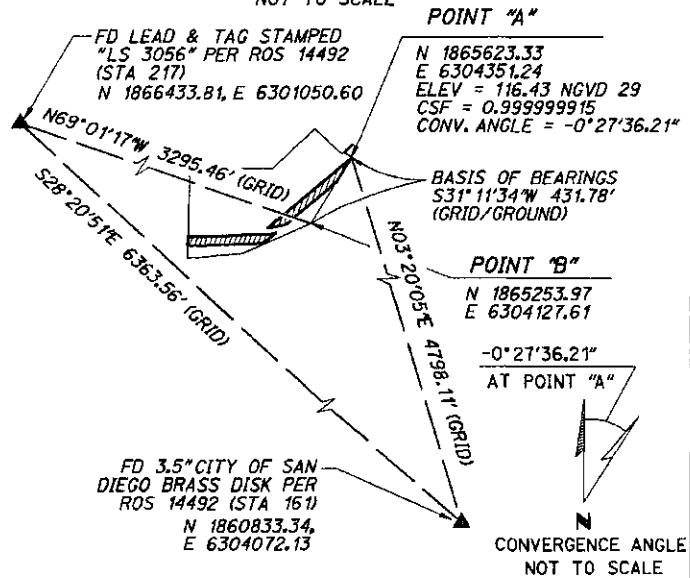 NOT TO SCALE
FD LEAD & TAG STAMPED
"LS 3056" PER ROS 14492
(STA 217)
N 1866433.81, E 6301050.60
POINT "A"
N 1865623.33
E 6304351.24
ELEV = 116.43 NGVD 29
CSF = 0.999999915
CONV. ANGLE = -0°27'36.21"
N69°01'17"W 3295.46' (GRID)
BASIS OF BEARINGS
S31°11'34"W 431.78'
(GRID/GROUND)
S28°20'51"E 6363.56' (GRID)
N03°20'05"E 4798.11' (GRID)
POINT "B"
N 1865253.97
E 6304127.61
-0°27'36.21"
AT POINT "A"
FD 3.5" CITY OF SAN
DIEGO BRASS DISK PER
ROS 14492 (STA 161)
N 1860833.34,
E 6304072.13
N
CONVERGENCE ANGLE
NOT TO SCALE